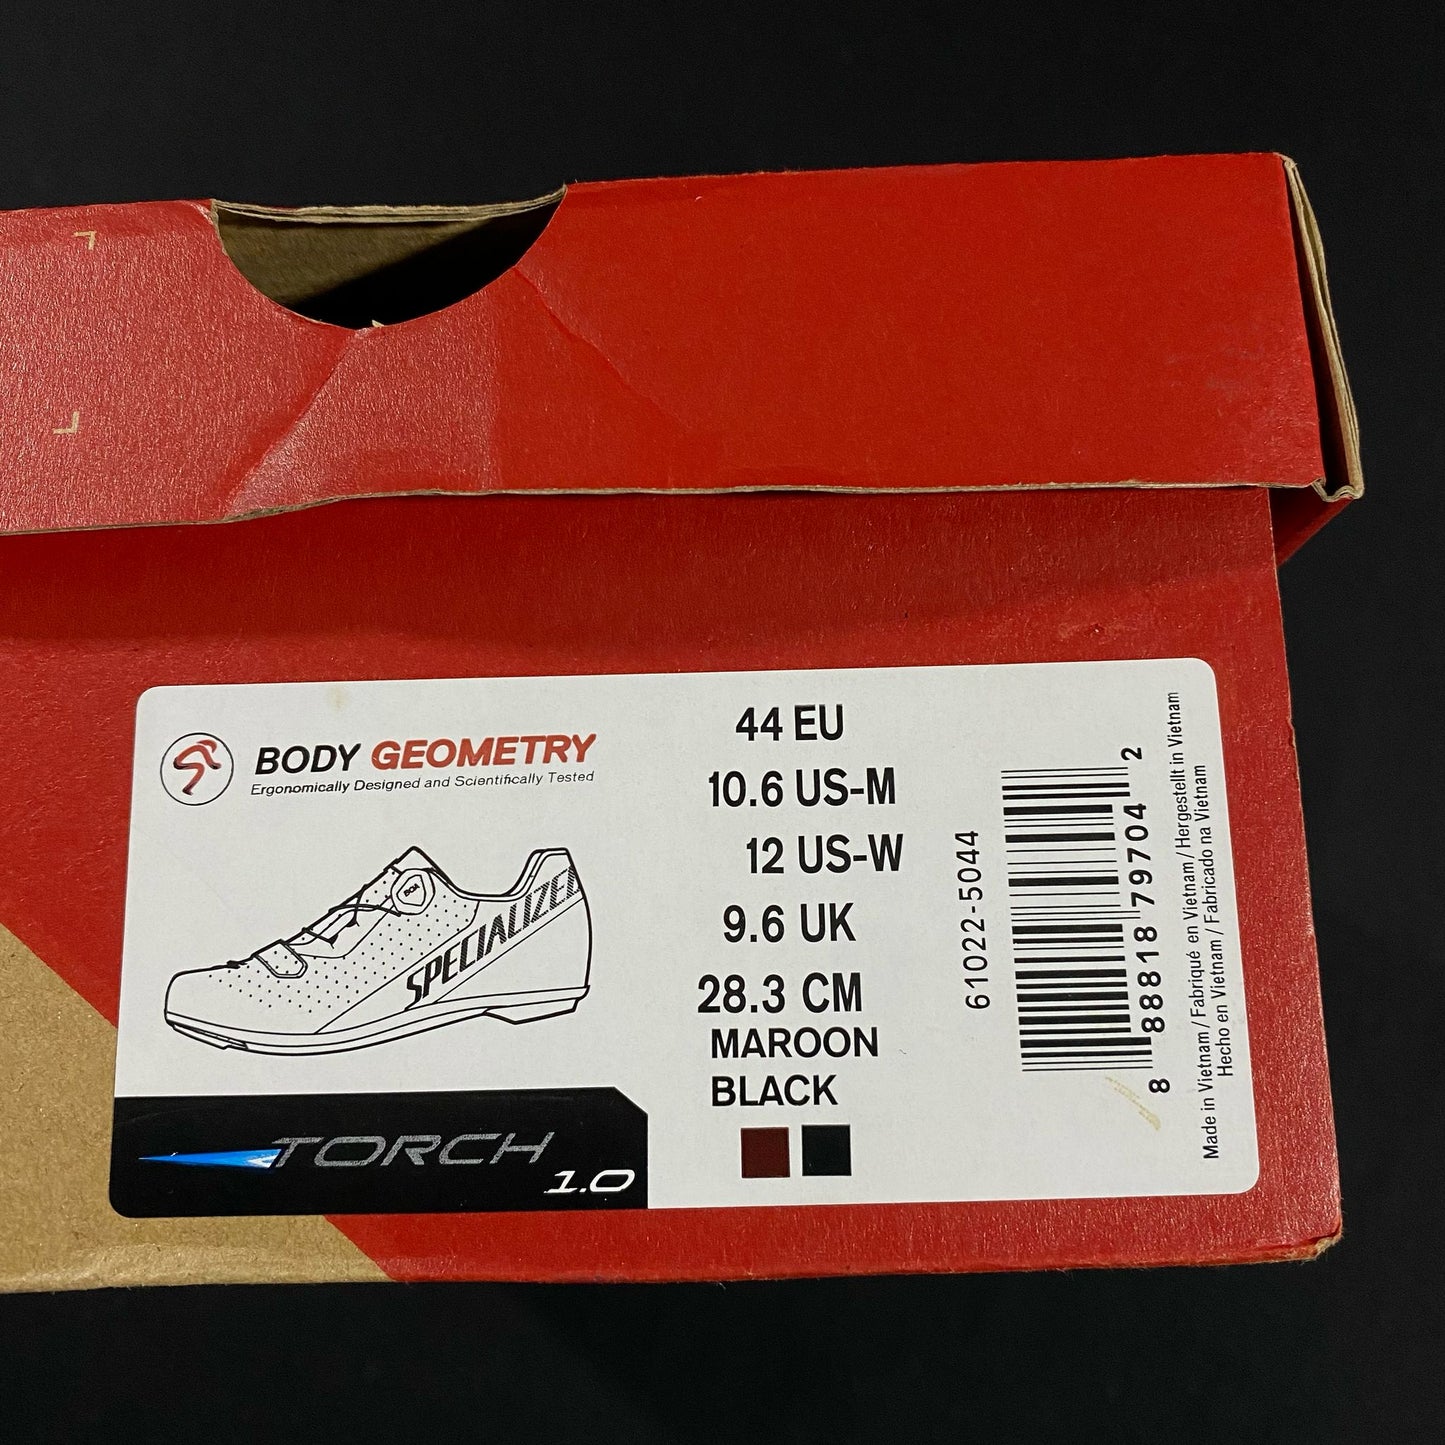 BODY GEOMETRY
Ergonomically Designed and Scientifically Tested
BOA
SPECIALIZED
TORCH
1.0
44 EU
10.6 US-M
12 US-W
9.6 UK
28.3 CM
MAROON
BLACK
61022-5044
8 88818 79704 2
Made in Vietnam / Fabriqué en Vietnam / Hergestellt in Vietnam
Hecho en Vietnam / Fabricado na Vietnam